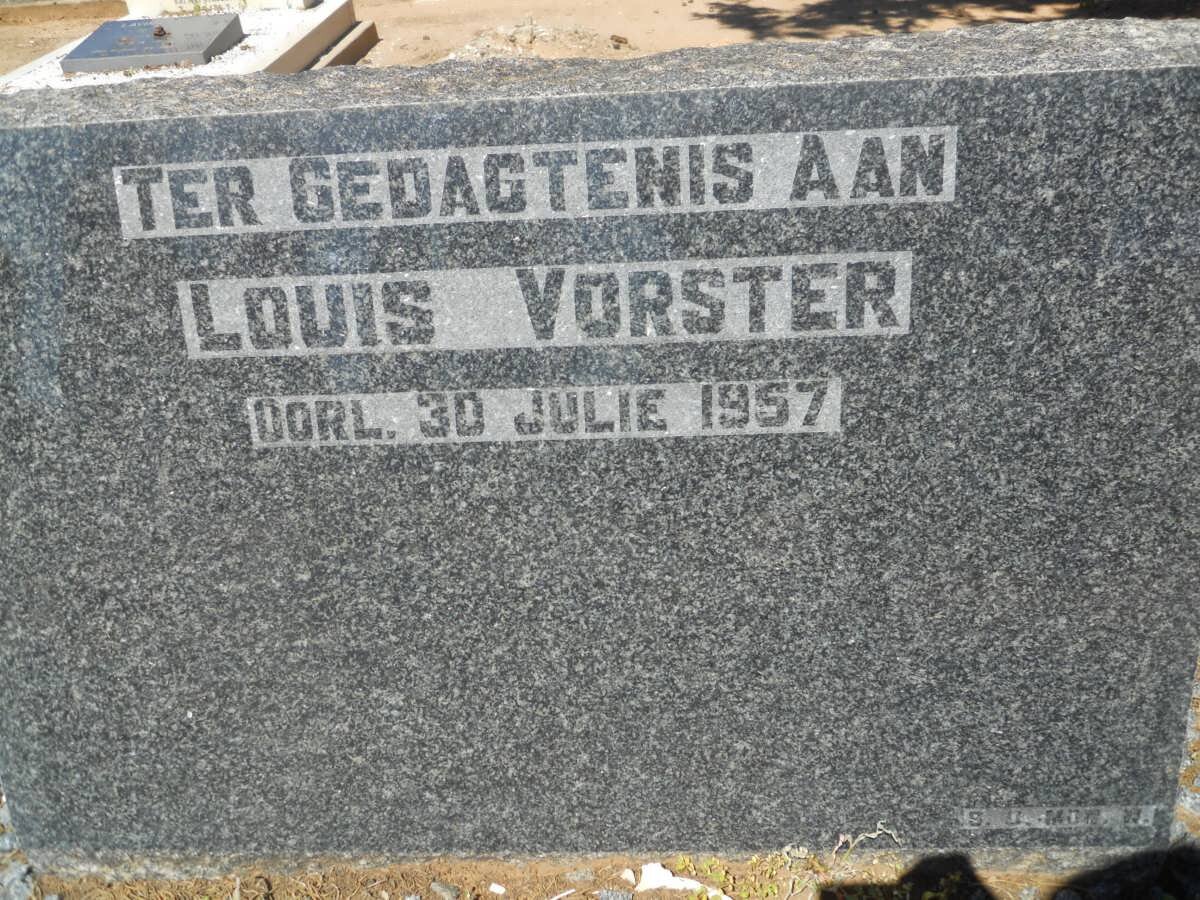 TER GEDAGTENIS AAN
LOUIS VORSTER
OORL. 30 JULIE 1957